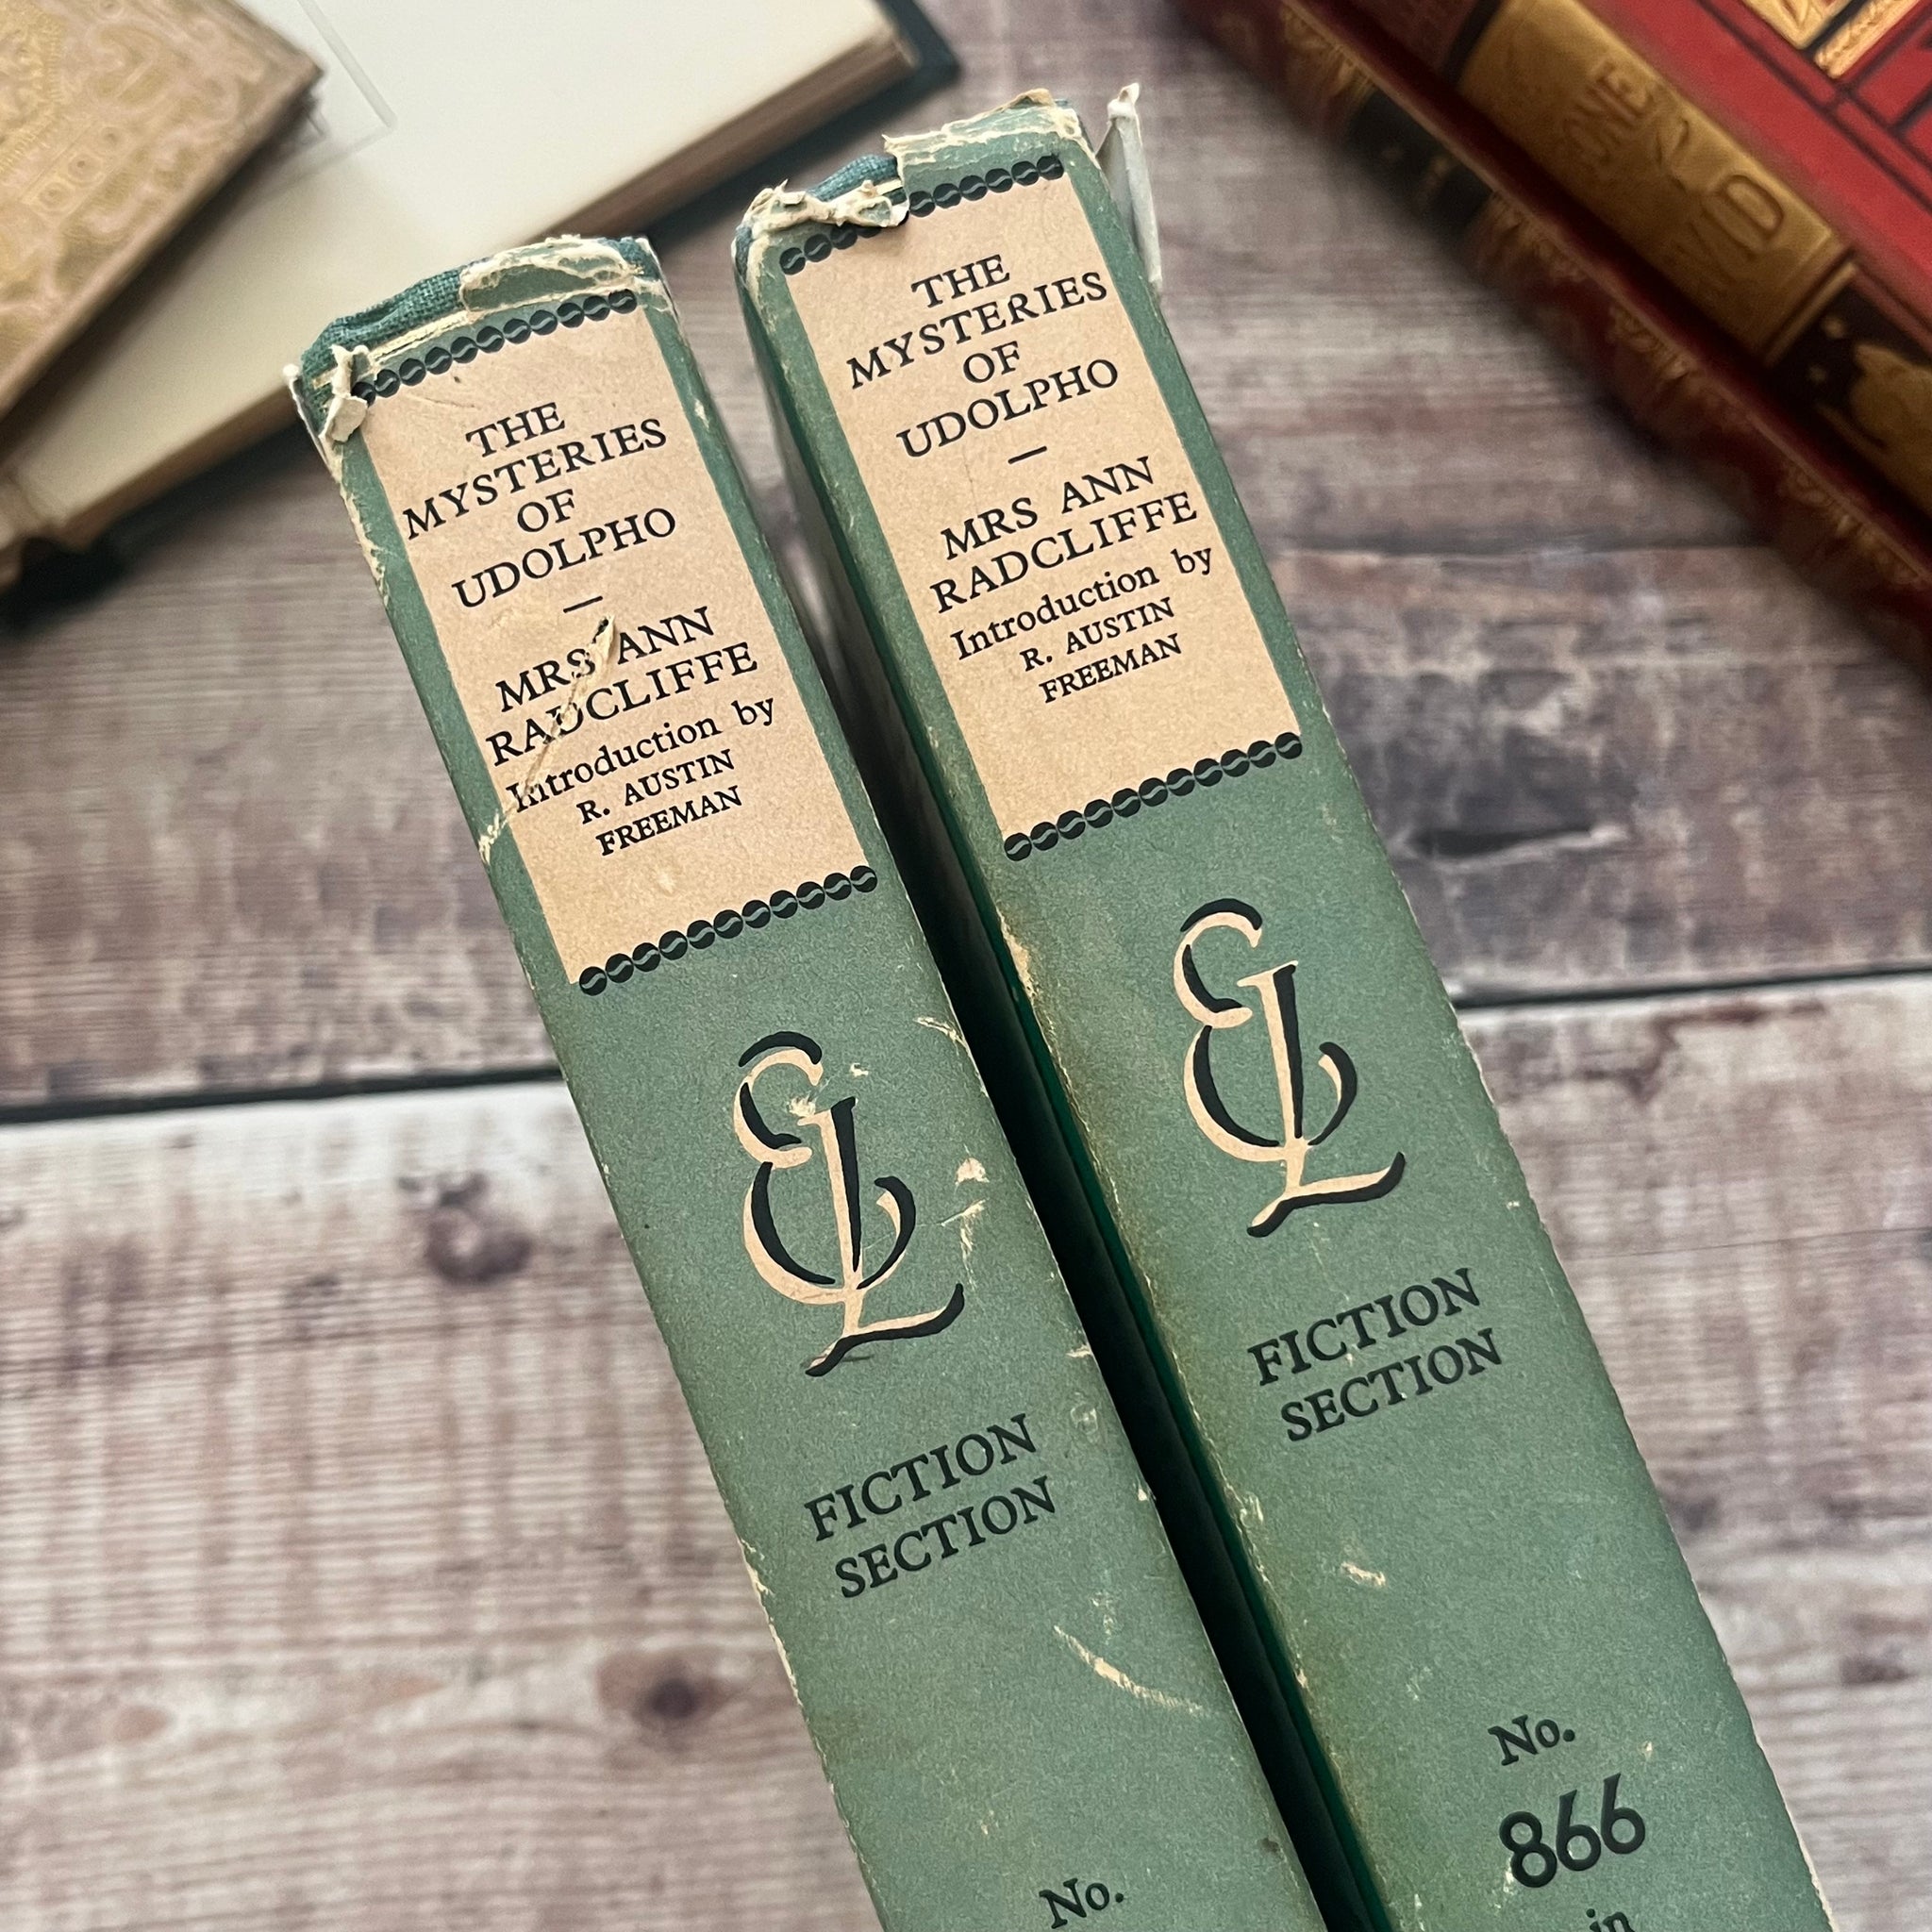 THE
MYSTERIES
OF
UDOLPHO
—
MRS ANN
RADCLIFFE
Introduction by
R. AUSTIN
FREEMAN
EL
FICTION
SECTION
No.
THE
MYSTERIES
OF
UDOLPHO
—
MRS ANN
RADCLIFFE
Introduction by
R. AUSTIN
FREEMAN
EL
FICTION
SECTION
No.
866
in